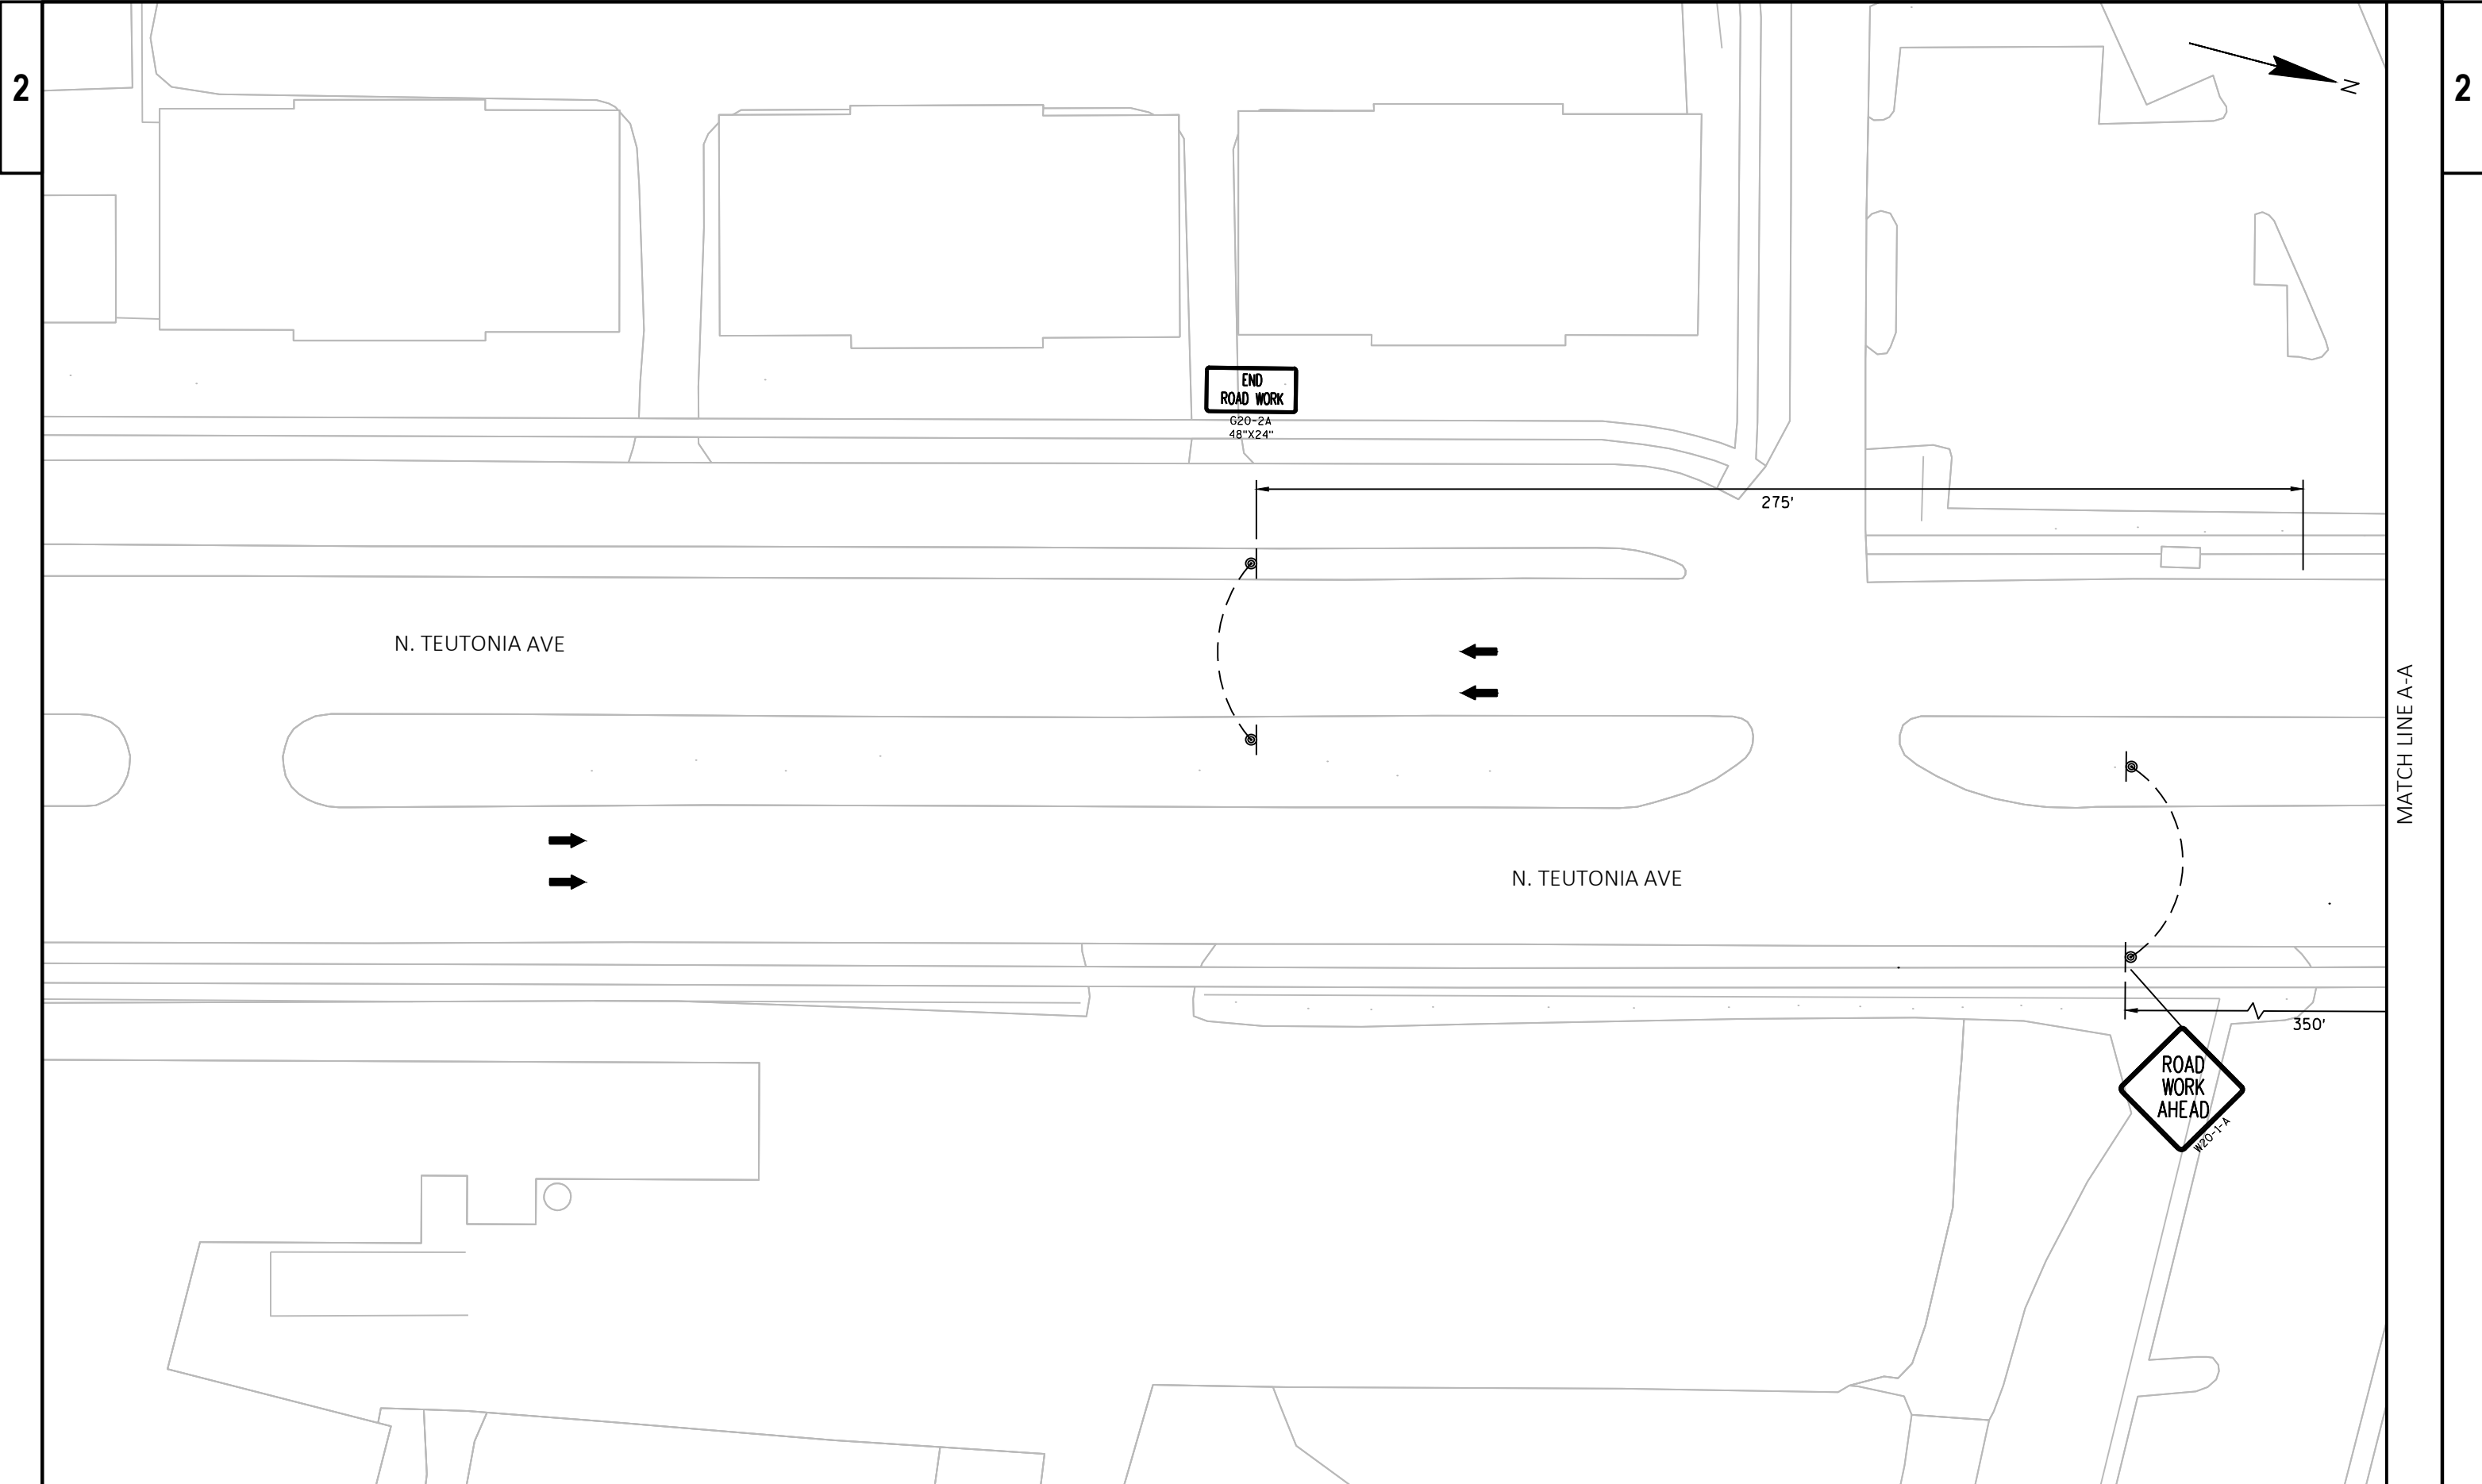 2
2
N
END
ROAD WORK
G20-2A
48"X24"
275'
N. TEUTONIA AVE
MATCH LINE A-A
N. TEUTONIA AVE
350'
ROAD
WORK
AHEAD
W20-1-A